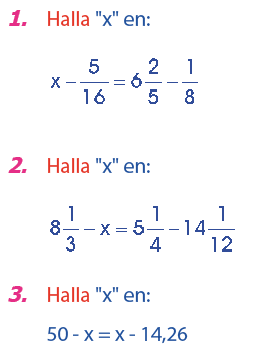 1. Halla "x" en:
x - 5/16 = 6 2/5 - 1/8
2. Halla "x" en:
8 1/3 - x = 5 1/4 - 14 1/12
3. Halla "x" en:
50 - x = x - 14,26